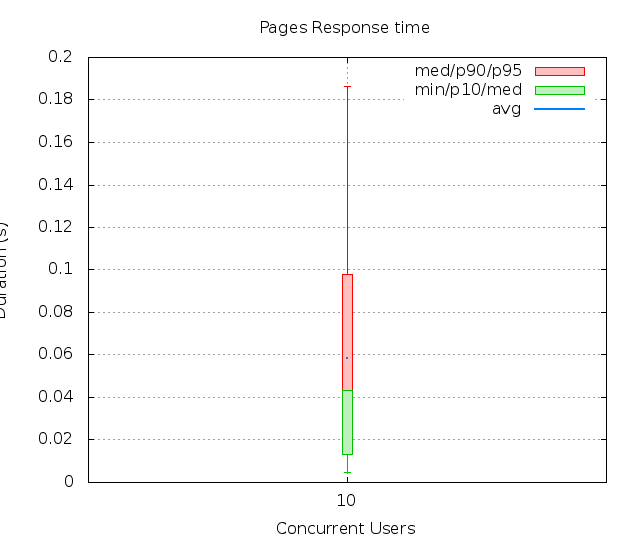 Pages Response time
med/p90/p95
min/p10/med
avg
0.2
0.18
0.16
0.14
0.12
0.1
0.08
0.06
0.04
0.02
0
Duration (s)
10
Concurrent Users